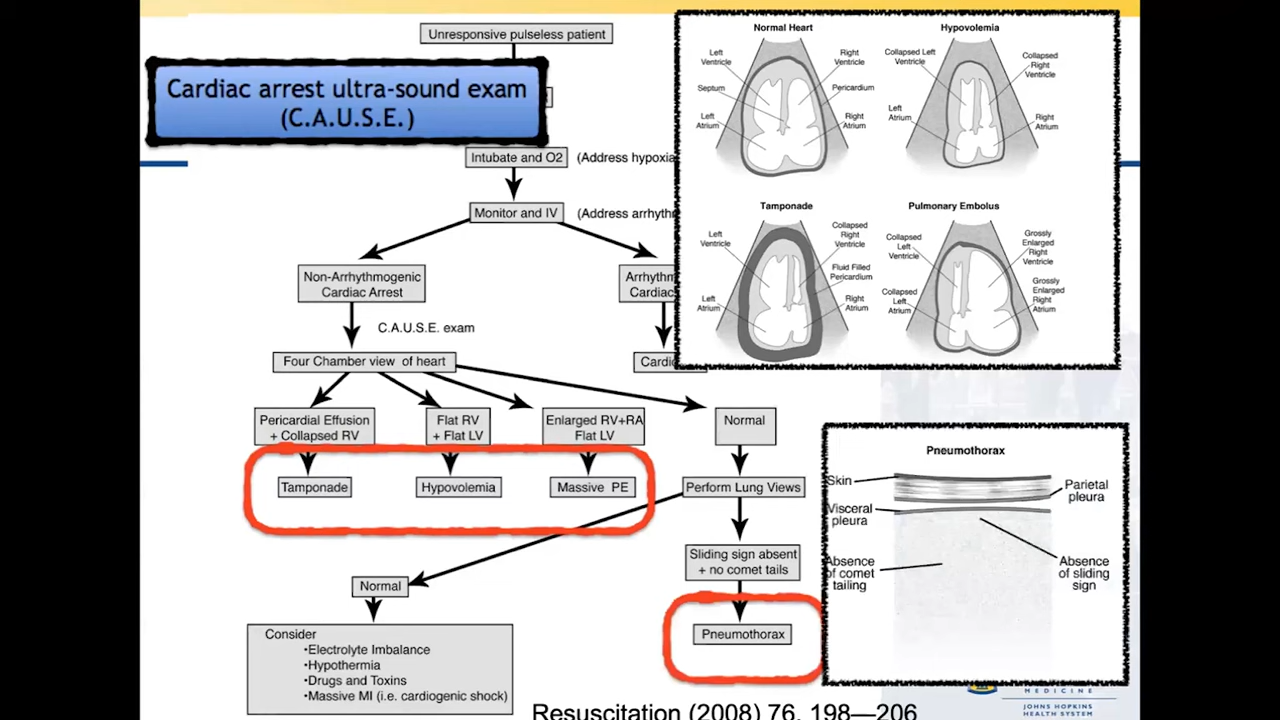 Unresponsive pulseless patient
Cardiac arrest ultra-sound exam
(C.A.U.S.E.)
Intubate and O2
(Address hypoxia
Monitor and IV
(Address arrhyth
Non-Arrhythmogenic
Cardiac Arrest
Arrhythm
Cardiac
C.A.U.S.E. exam
Four Chamber view of heart
Cardi
Pericardial Effusion
+ Collapsed RV
Flat RV
+ Flat LV
Enlarged RV+RA
Flat LV
Normal
Tamponade
Hypovolemia
Massive PE
Perform Lung Views
Sliding sign absent
+ no comet tails
Normal
Pneumothorax
Consider
•Electrolyte Imbalance
•Hypothermia
•Drugs and Toxins
•Massive MI (i.e. cardiogenic shock)
Normal Heart
Left
Ventricle
Septum
Left
Atrium
Right
Ventricle
Pericardium
Right
Atrium
Hypovolemia
Collapsed Left
Ventricle
Left
Atrium
Collapsed
Right
Ventricle
Right
Atrium
Tamponade
Left
Ventricle
Left
Atrium
Collapsed
Right
Ventricle
Fluid Filled
Pericardium
Right
Atrium
Pulmonary Embolus
Collapsed
Left
Ventricle
Collapsed
Left
Atrium
Grossly
Enlarged
Right
Ventricle
Grossly
Enlarged
Right
Atrium
Pneumothorax
Skin
Visceral
pleura
Absence
of comet
tailing
Parietal
pleura
Absence
of sliding
sign
MEDICINE
JOHNS HOPKINS
HEALTH SYSTEM
Resuscitation (2008) 76, 198—206